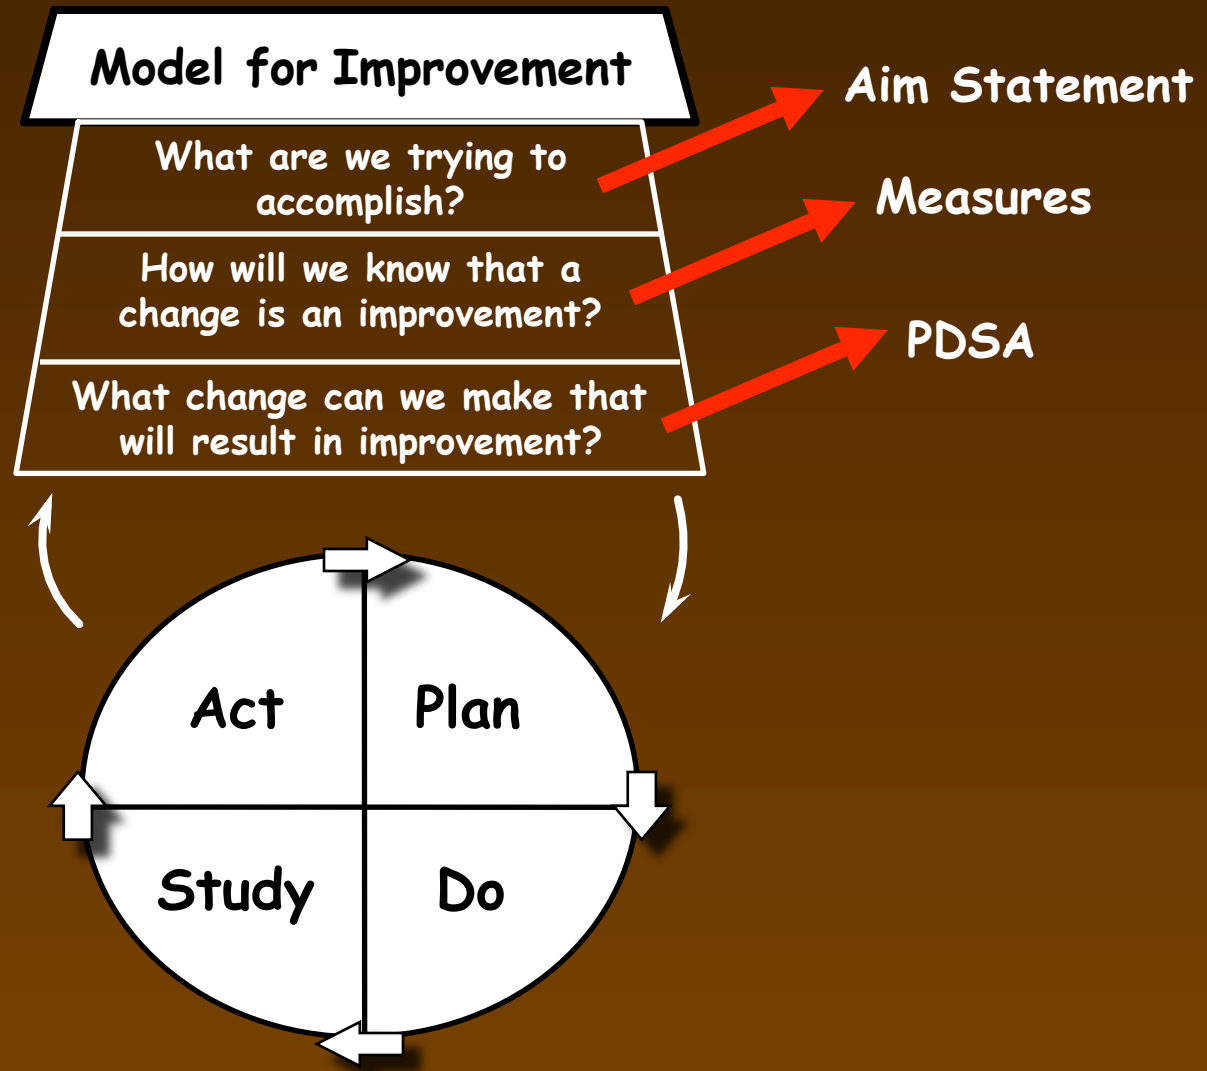 Model for Improvement
Aim Statement
What are we trying to
accomplish?
Measures
How will we know that a
change is an improvement?
PDSA
What change can we make that
will result in improvement?
Act
Plan
Study
Do